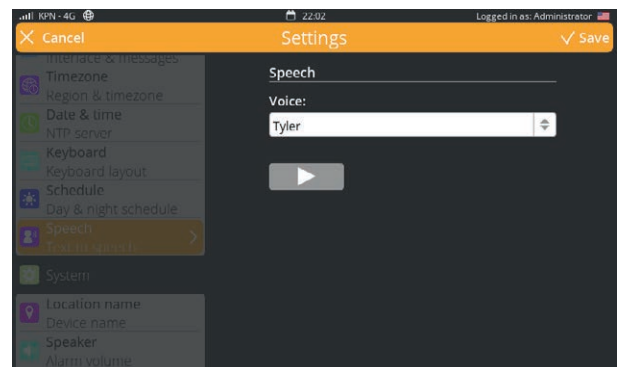 KPN - 4G 22:02 Logged in as: Administrator
Cancel Settings Save
Interface & messages
Timezone
Region & timezone
Date & time
NTP server
Keyboard
Keyboard layout
Schedule
Day & night schedule
Speech
Text to speech
System
Location name
Device name
Speaker
Alarm volume
Speech
Voice:
Tyler